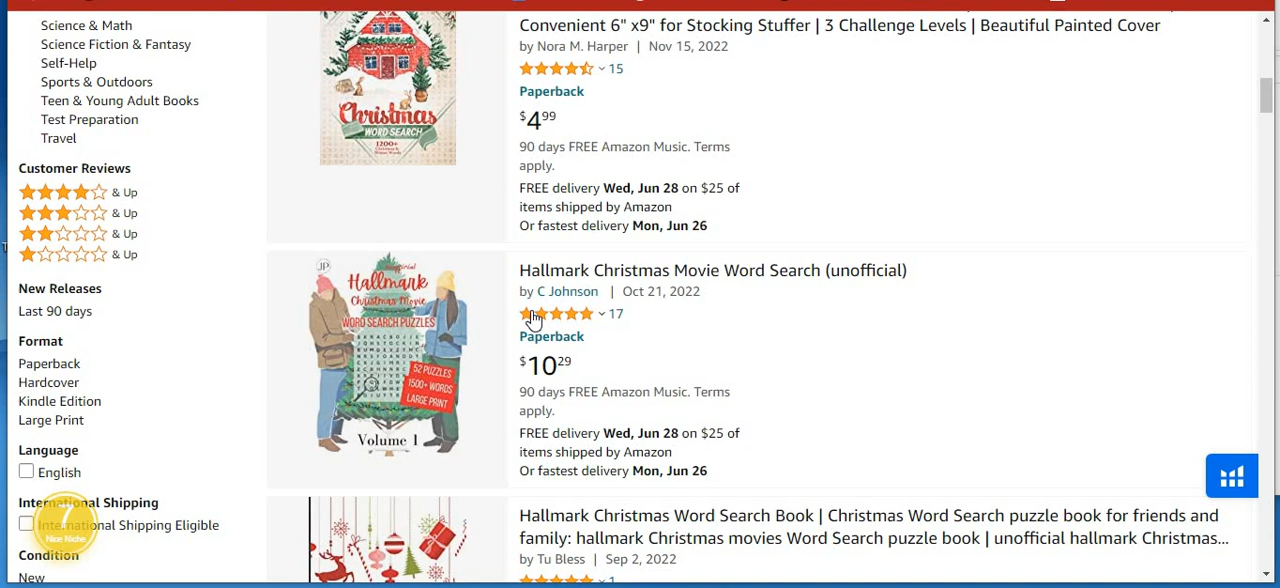 Science & Math
Science Fiction & Fantasy
Self-Help
Sports & Outdoors
Teen & Young Adult Books
Test Preparation
Travel
Customer Reviews
& Up
& Up
& Up
& Up
New Releases
Last 90 days
Format
Paperback
Hardcover
Kindle Edition
Large Print
Language
English
International Shipping
International Shipping Eligible
Condition
New
7
Nice Niche
Christmas
WORD SEARCH
1200+
Convenient 6" x9" for Stocking Stuffer | 3 Challenge Levels | Beautiful Painted Cover
by Nora M. Harper | Nov 15, 2022
15
Paperback
$4.99
90 days FREE Amazon Music. Terms
apply.
FREE delivery Wed, Jun 28 on $25 of
items shipped by Amazon
Or fastest delivery Mon, Jun 26
JP
unofficial
Hallmark
Christmas Movie
WORD SEARCH PUZZLES
52 PUZZLES
1500+ WORDS
LARGE PRINT
Volume 1
Hallmark Christmas Movie Word Search (unofficial)
by C Johnson | Oct 21, 2022
17
Paperback
$10.29
90 days FREE Amazon Music. Terms
apply.
FREE delivery Wed, Jun 28 on $25 of
items shipped by Amazon
Or fastest delivery Mon, Jun 26
Hallmark Christmas Word Search Book | Christmas Word Search puzzle book for friends and
family: hallmark Christmas movies Word Search puzzle book | unofficial hallmark Christmas...
by Tu Bless | Sep 2, 2022
1